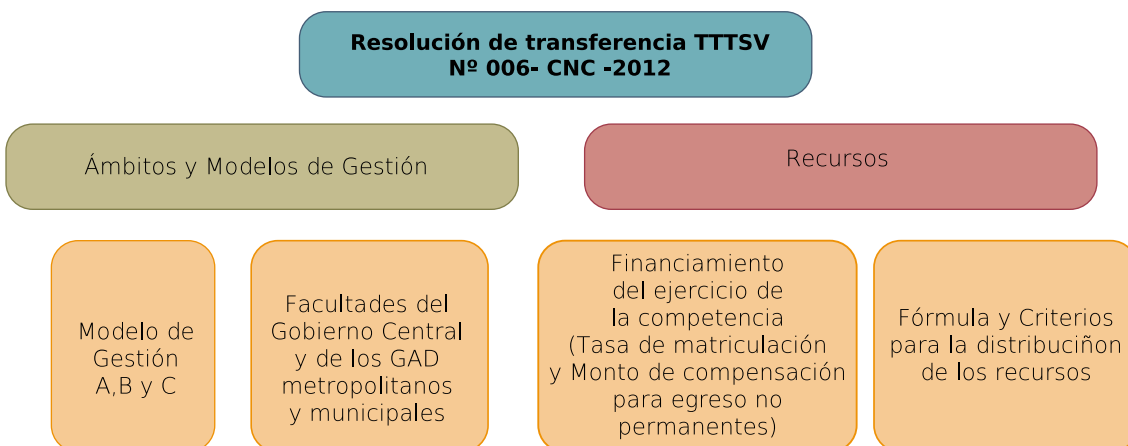 Resolución de transferencia TTTSV
Nº 006- CNC -2012
Ámbitos y Modelos de Gestión
Recursos
Modelo de
Gestión
A,B y C
Facultades del
Gobierno Central
y de los GAD
metropolitanos
y municipales
Financiamiento
del ejercicio de
la competencia
(Tasa de matriculación
y Monto de compensación
para egreso no
permanentes)
Fórmula y Criterios
para la distribuciñon
de los recursos